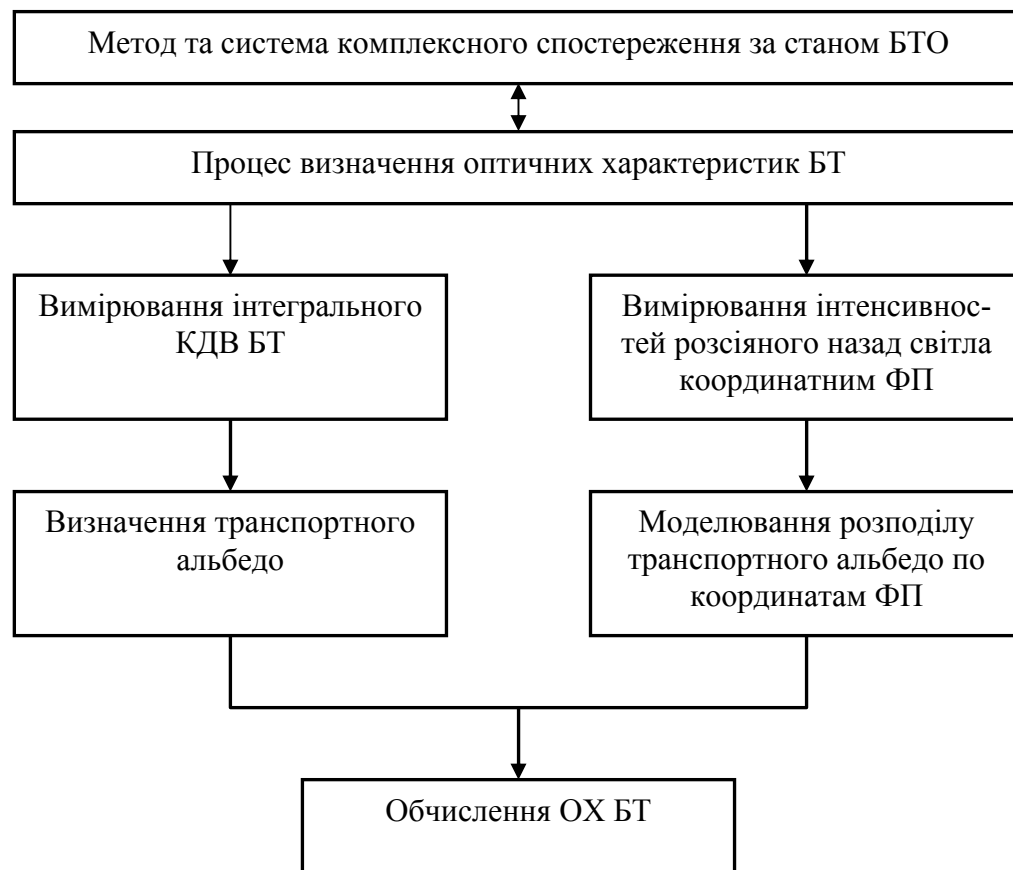 Метод та система комплексного спостереження за станом БТО
Процес визначення оптичних характеристик БТ
Вимірювання інтегрального
КДВ БТ
Вимірювання інтенсивнос-
тей розсіяного назад світла
координатним ФП
Визначення транспортного
альбедо
Моделювання розподілу
транспортного альбедо по
координатам ФП
Обчислення ОХ БТ